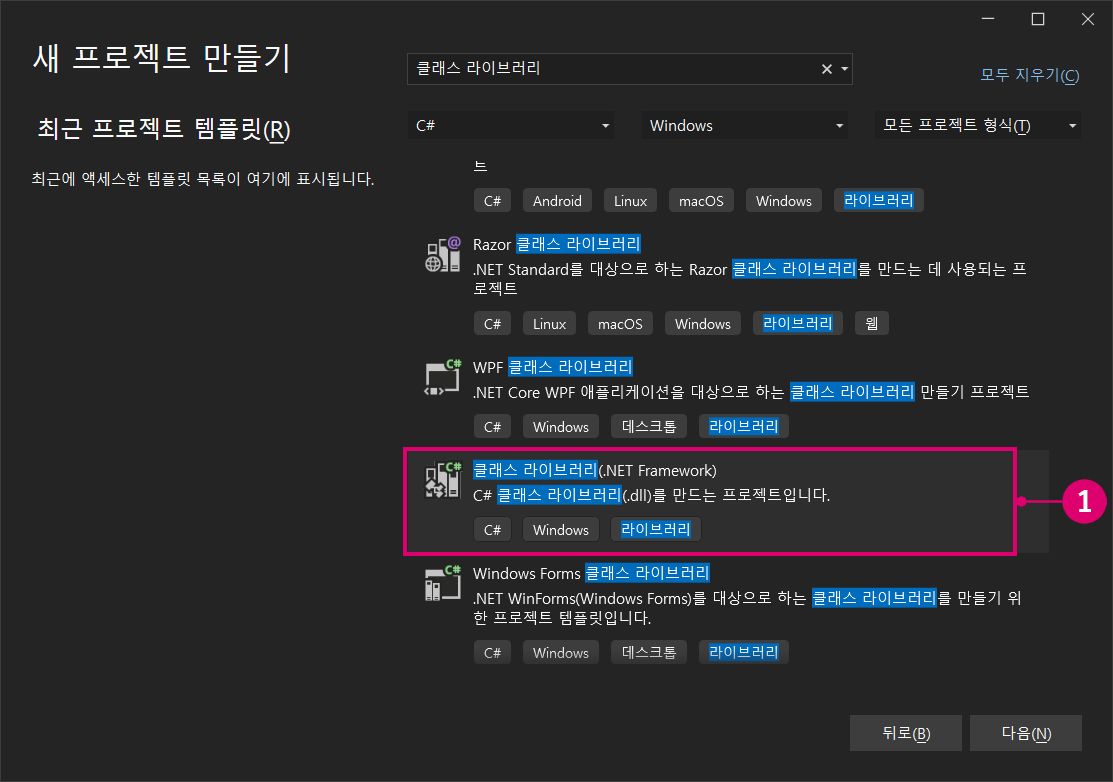 새 프로젝트 만들기
클래스 라이브러리
모두 지우기(C)
최근 프로젝트 템플릿(R)
최근에 액세스한 템플릿 목록이 여기에 표시됩니다.
C#
Windows
모든 프로젝트 형식(T)
트
C# Android Linux macOS Windows 라이브러리
Razor 클래스 라이브러리
.NET Standard를 대상으로 하는 Razor 클래스 라이브러리를 만드는 데 사용되는 프
로젝트
C# Linux macOS Windows 라이브러리 웹
WPF 클래스 라이브러리
.NET Core WPF 애플리케이션을 대상으로 하는 클래스 라이브러리 만들기 프로젝트
C# Windows 데스크톱 라이브러리
클래스 라이브러리(.NET Framework)
C# 클래스 라이브러리(.dll)를 만드는 프로젝트입니다.
C# Windows 라이브러리
1
Windows Forms 클래스 라이브러리
.NET WinForms(Windows Forms)를 대상으로 하는 클래스 라이브러리를 만들기 위
한 프로젝트 템플릿입니다.
C# Windows 데스크톱 라이브러리
뒤로(B)
다음(N)